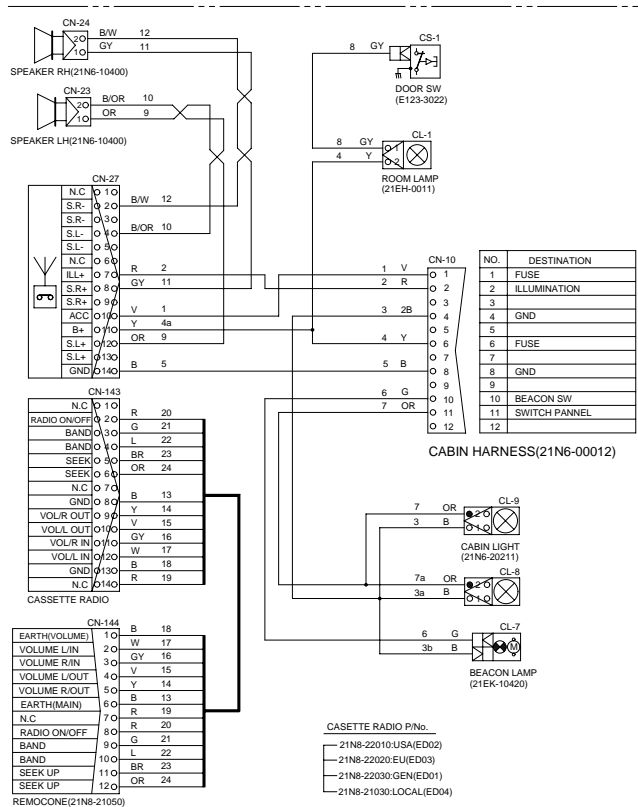 CN-24
2 B/W 12
1 GY 11
SPEAKER RH(21N6-10400)
CN-23
2 B/OR 10
1 OR 9
SPEAKER LH(21N6-10400)
CS-1
8 GY
DOOR SW
(E123-3022)
CL-1
8 GY 1
4 Y 2
ROOM LAMP
(21EH-0011)
CN-27
N.C 1
S.R- 2 B/W 12
S.R- 3
S.L- 4 B/OR 10
S.L- 5
N.C 6
ILL+ 7 R 2
S.R+ 8 GY 11
S.R+ 9
ACC 10 V 1
B+ 11 Y 4a
S.L+ 12 OR 9
S.L+ 13
GND 14 B 5
CN-10
1 V 1
2 R 2
3
3 2B 4
5
4 Y 6
7
5 B 8
9
6 G 10
7 OR 11
12
NO. DESTINATION
1 FUSE
2 ILLUMINATION
3
4 GND
5
6 FUSE
7
8 GND
9
10 BEACON SW
11 SWITCH PANNEL
12
CABIN HARNESS(21N6-00012)
CN-143
N.C 1
RADIO ON/OFF 2 R 20
BAND 3 G 21
BAND 4 L 22
SEEK 5 BR 23
SEEK 6 OR 24
N.C 7
GND 8 B 13
VOL/R OUT 9 Y 14
VOL/L OUT 10 V 15
VOL/R IN 11 GY 16
VOL/L IN 12 W 17
GND 13 B 18
N.C 14 R 19
CASSETTE RADIO
CL-9
7 OR 2
3 B 1
CABIN LIGHT
(21N6-20211)
CL-8
7a OR 2
3a B 1
CL-7
6 G
3b B
M
BEACON LAMP
(21EK-10420)
CN-144
EARTH(VOLUME) 1 B 18
VOLUME L/IN 2 W 17
VOLUME R/IN 3 GY 16
VOLUME L/OUT 4 V 15
VOLUME R/OUT 5 Y 14
EARTH(MAIN) 6 B 13
N.C 7 R 19
RADIO ON/OFF 8 R 20
BAND 9 G 21
BAND 10 L 22
SEEK UP 11 BR 23
SEEK UP 12 OR 24
REMOCONE(21N8-21050)
CASETTE RADIO P/No.
21N8-22010:USA(ED02)
21N8-22020:EU(ED03)
21N8-22030:GEN(ED01)
21N8-21030:LOCAL(ED04)